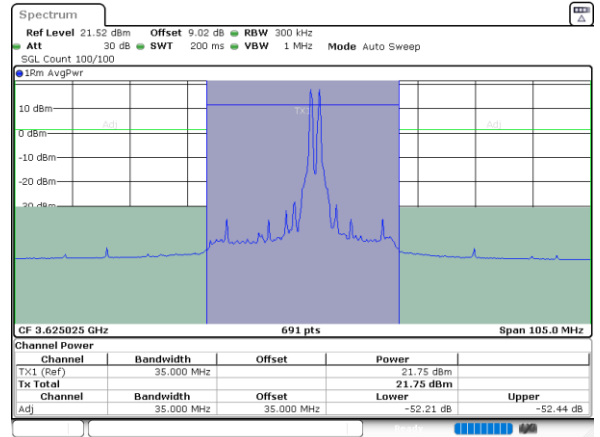 Spectrum
Ref Level 21.52 dBm Offset 9.02 dB RBW 300 kHz
Att 30 dB SWT 200 ms VBW 1 MHz Mode Auto Sweep
SGL Count 100/100
1Rm AvgPwr
10 dBm
TX1
Adj
Adj
0 dBm
-10 dBm
-20 dBm
-30 dBm
CF 3.625025 GHz 691 pts Span 105.0 MHz
Channel Power
Channel Bandwidth Offset Power
TX1 (Ref) 35.000 MHz 21.75 dBm
Tx Total 21.75 dBm
Channel Bandwidth Offset Lower Upper
Adj 35.000 MHz 35.000 MHz -52.21 dB -52.44 dB